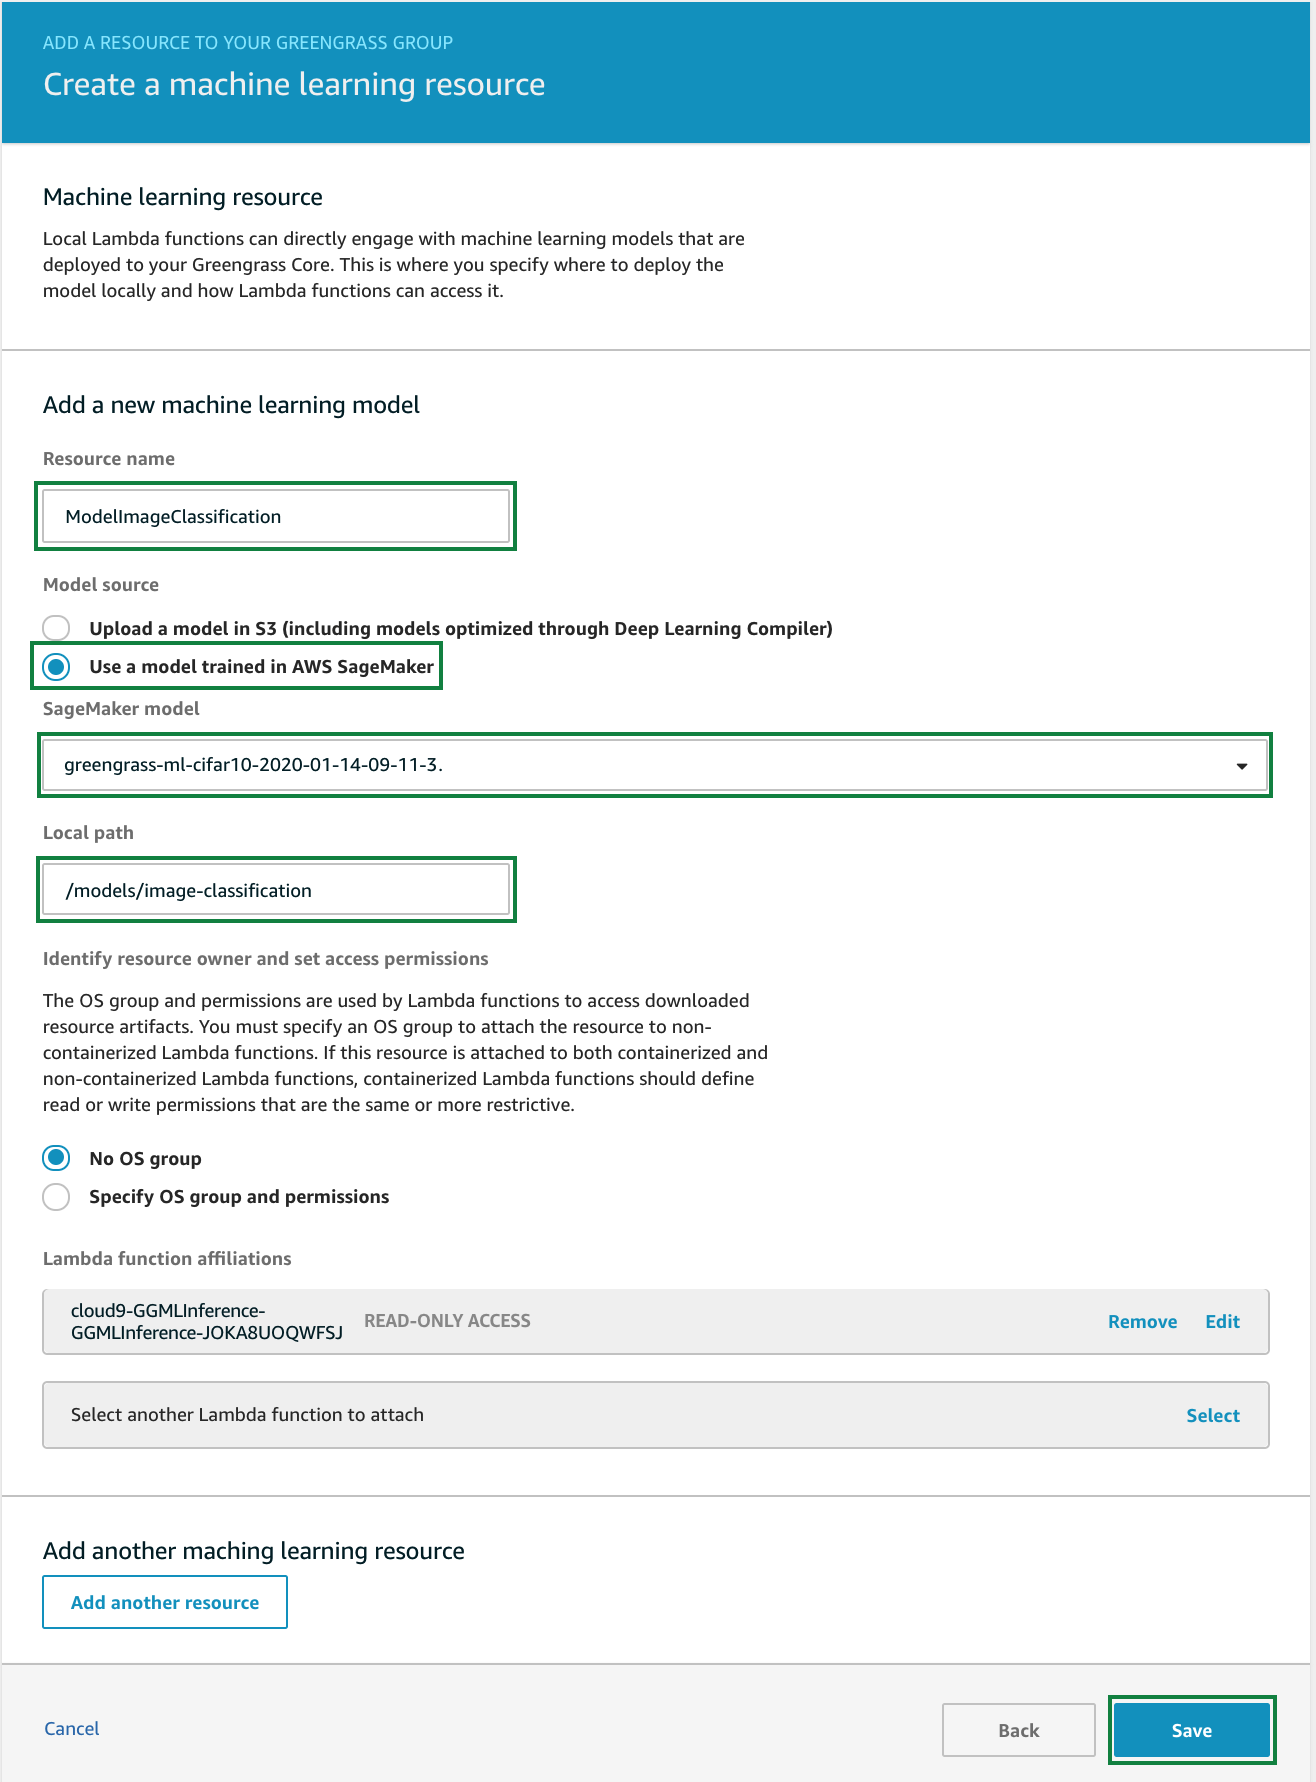 ADD A RESOURCE TO YOUR GREENGRASS GROUP
Create a machine learning resource
Machine learning resource
Local Lambda functions can directly engage with machine learning models that are
deployed to your Greengrass Core. This is where you specify where to deploy the
model locally and how Lambda functions can access it.
Add a new machine learning model
Resource name
ModelImageClassification
Model source
Upload a model in S3 (including models optimized through Deep Learning Compiler)
Use a model trained in AWS SageMaker
SageMaker model
greengrass-ml-cifar10-2020-01-14-09-11-3.
Local path
/models/image-classification
Identify resource owner and set access permissions
The OS group and permissions are used by Lambda functions to access downloaded
resource artifacts. You must specify an OS group to attach the resource to non-
containerized Lambda functions. If this resource is attached to both containerized and
non-containerized Lambda functions, containerized Lambda functions should define
read or write permissions that are the same or more restrictive.
No OS group
Specify OS group and permissions
Lambda function affiliations
cloud9-GGMLInference-
GGMLInference-JOKA8UOQWFSJ
READ-ONLY ACCESS
Remove
Edit
Select another Lambda function to attach
Select
Add another maching learning resource
Add another resource
Cancel
Back
Save